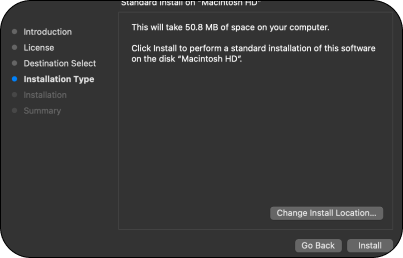 Standard Install on "Macintosh HD"
This will take 50.8 MB of space on your computer.
Click Install to perform a standard installation of this software
on the disk “Macintosh HD”.
Introduction
License
Destination Select
Installation Type
Installation
Summary
Change Install Location...
Go Back
Install